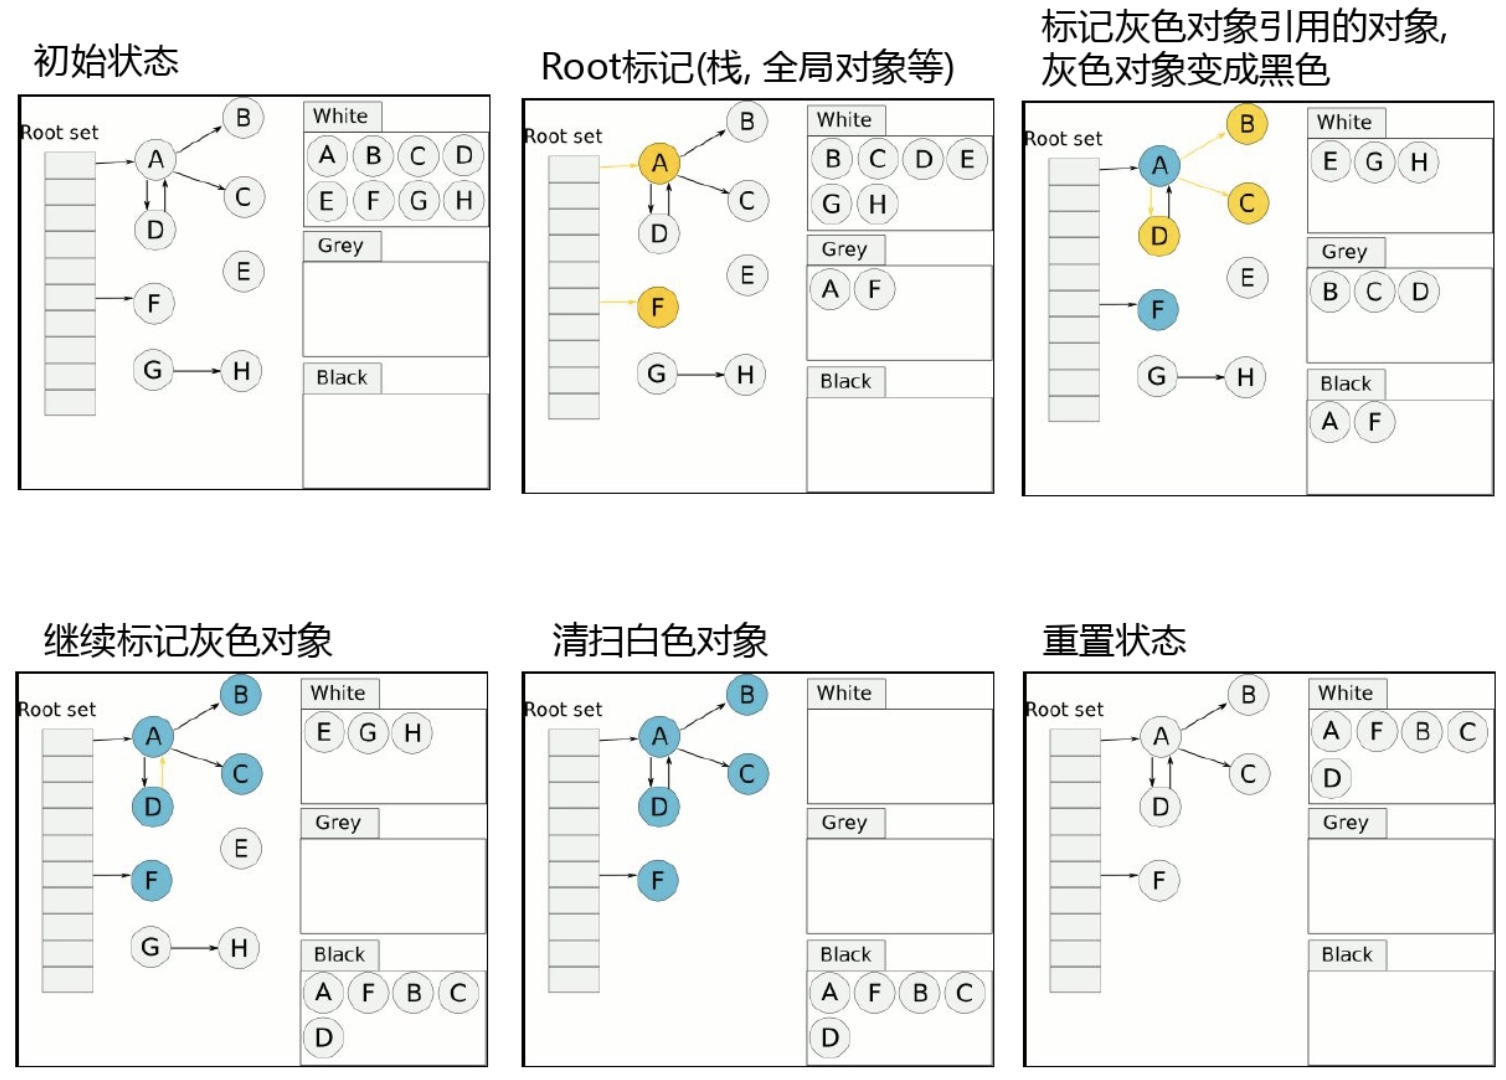 初始状态
Root set
A
B
C
D
E
F
G
H
White
A B C D
E F G H
Grey
Black
Root标记(栈, 全局对象等)
Root set
A
B
C
D
E
F
G
H
White
B C D E
G H
Grey
A F
Black
标记灰色对象引用的对象,
灰色对象变成黑色
Root set
A
B
C
D
E
F
G
H
White
E G H
Grey
B C D
Black
A F
继续标记灰色对象
Root set
A
B
C
D
E
F
G
H
White
E G H
Grey
Black
A F B C
D
清扫白色对象
Root set
A
B
C
D
F
White
Grey
Black
A F B C
D
重置状态
Root set
A
B
C
D
F
White
A F B C
D
Grey
Black